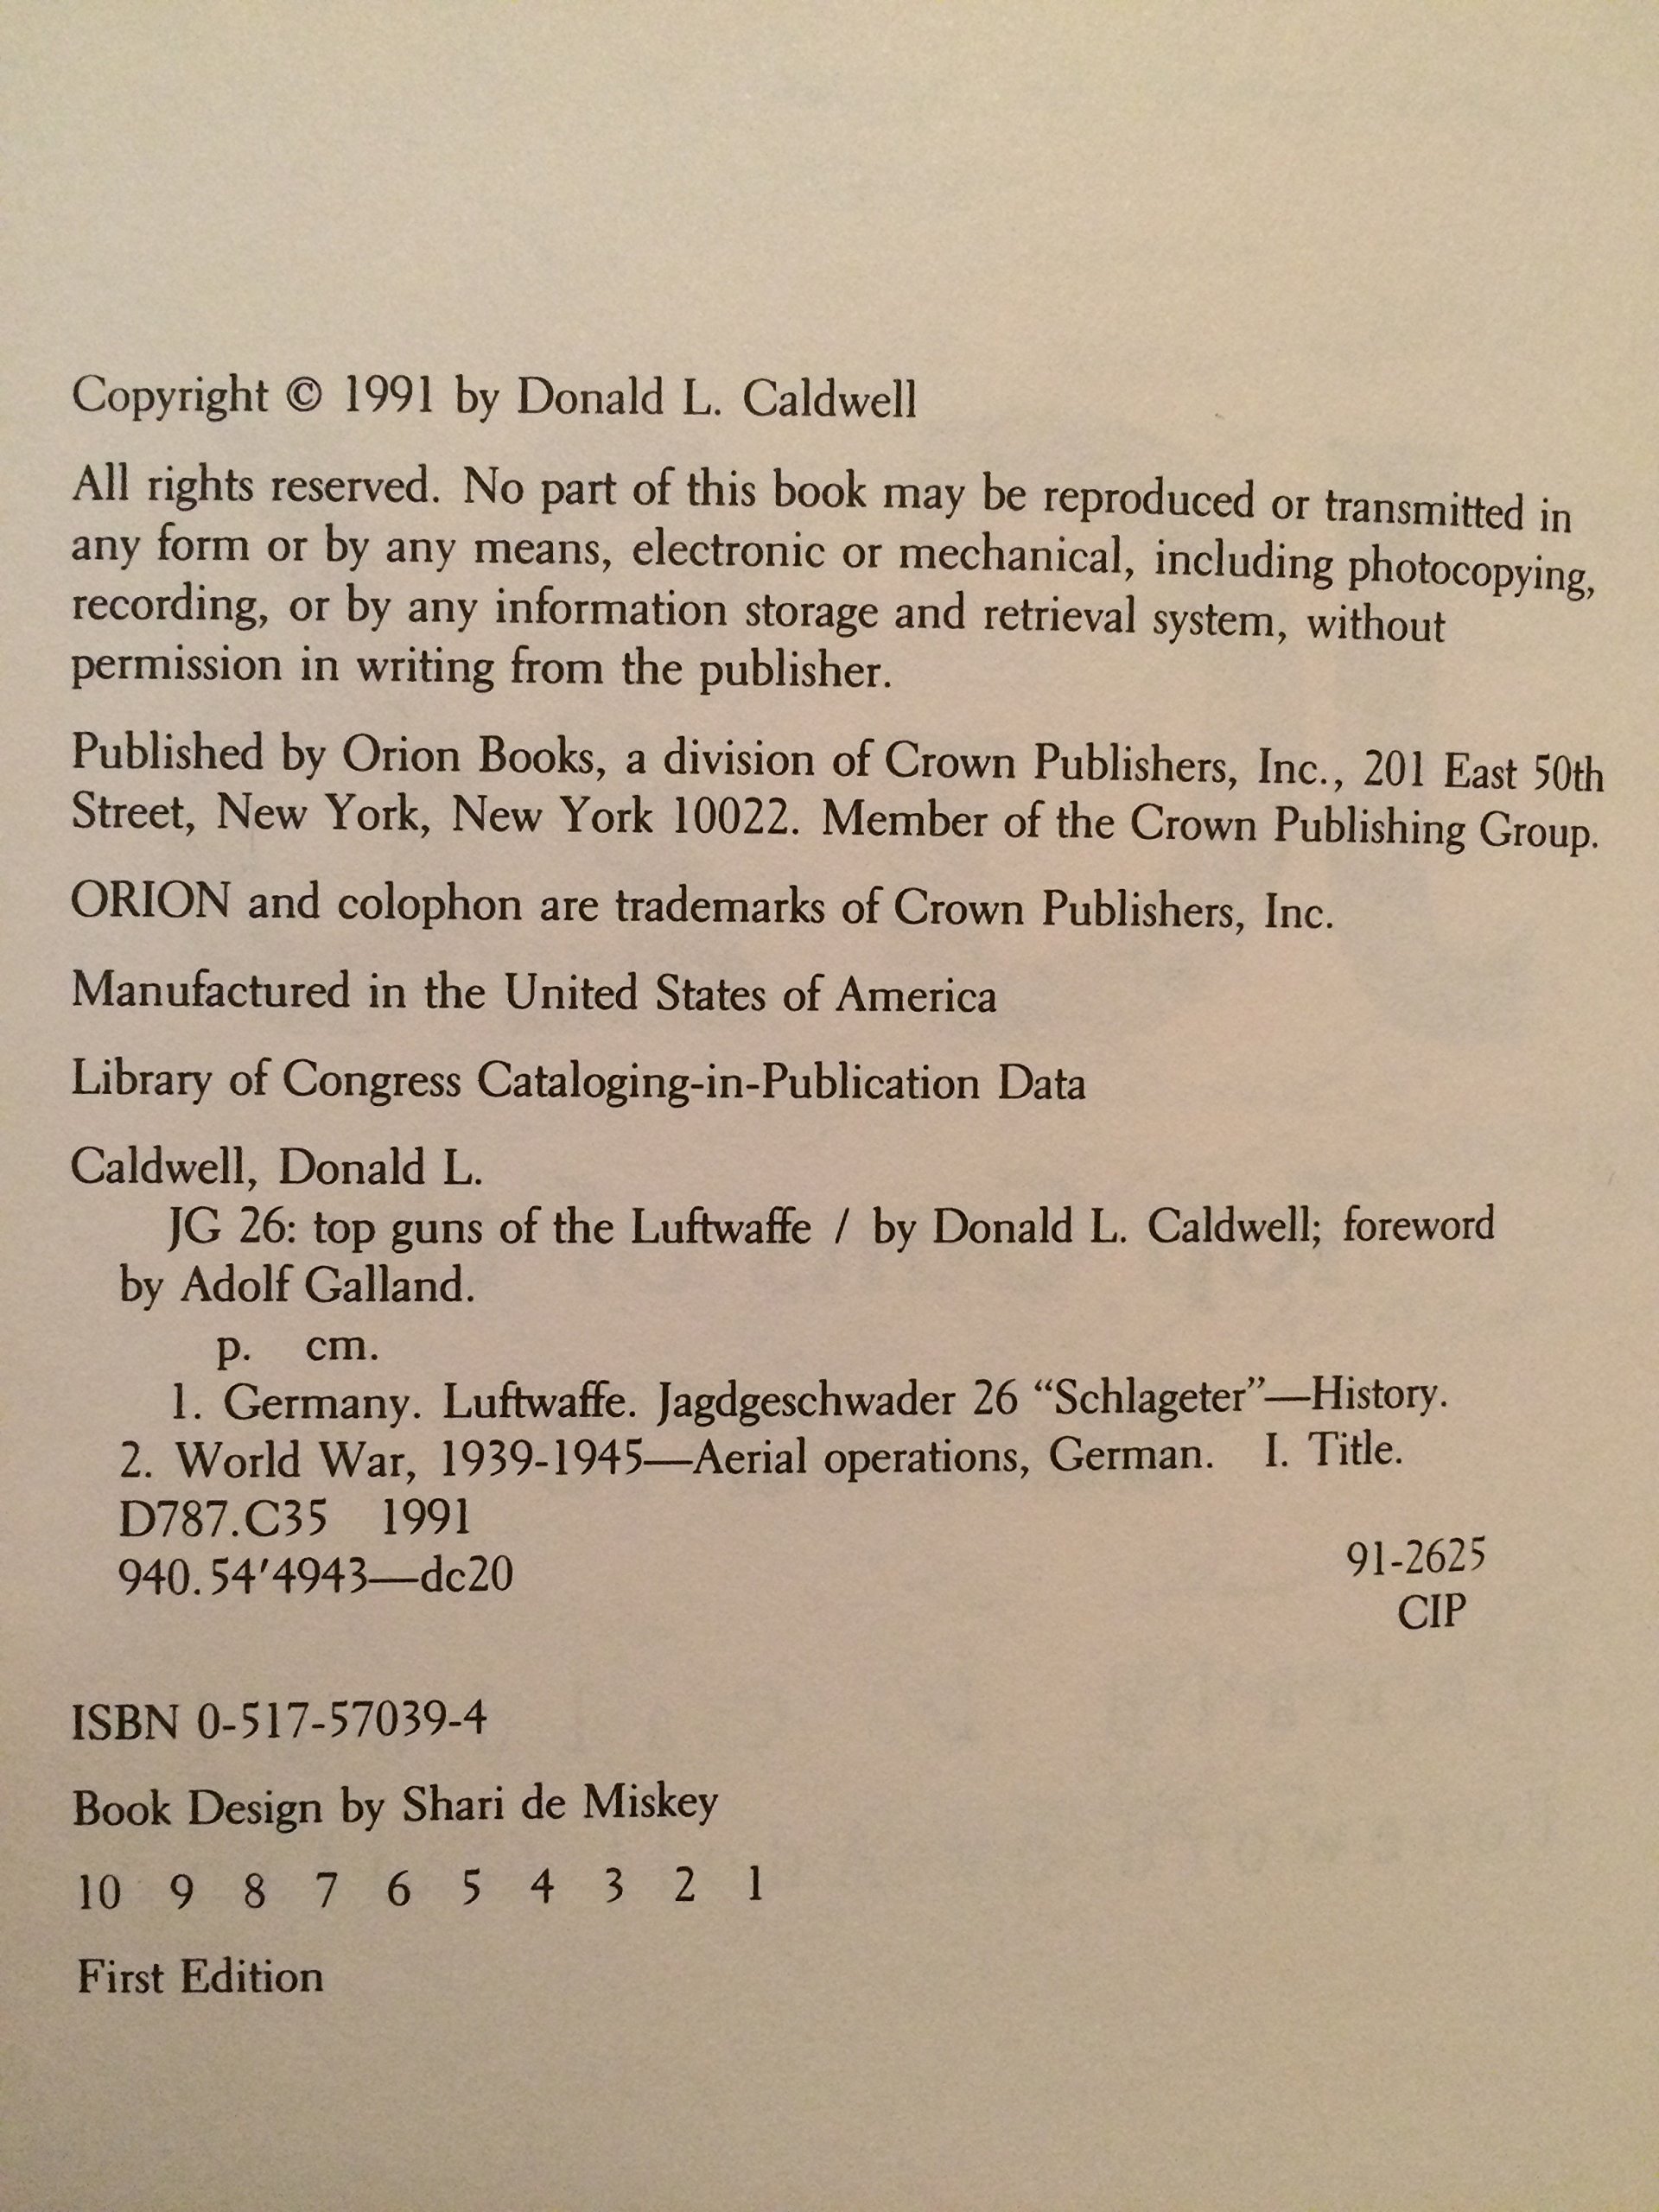 Copyright © 1991 by Donald L. Caldwell
All rights reserved. No part of this book may be reproduced or transmitted in
any form or by any means, electronic or mechanical, including photocopying,
recording, or by any information storage and retrieval system, without
permission in writing from the publisher.
Published by Orion Books, a division of Crown Publishers, Inc., 201 East 50th
Street, New York, New York 10022. Member of the Crown Publishing Group.
ORION and colophon are trademarks of Crown Publishers, Inc.
Manufactured in the United States of America
Library of Congress Cataloging-in-Publication Data
Caldwell, Donald L.
JG 26: top guns of the Luftwaffe / by Donald L. Caldwell; foreword
by Adolf Galland.
p. cm.
1. Germany. Luftwaffe. Jagdgeschwader 26 “Schlageter”—History.
2. World War, 1939-1945—Aerial operations, German. I. Title.
D787.C35 1991
940.54′4943—dc20
91-2625
CIP
ISBN 0-517-57039-4
Book Design by Shari de Miskey
10 9 8 7 6 5 4 3 2 1
First Edition